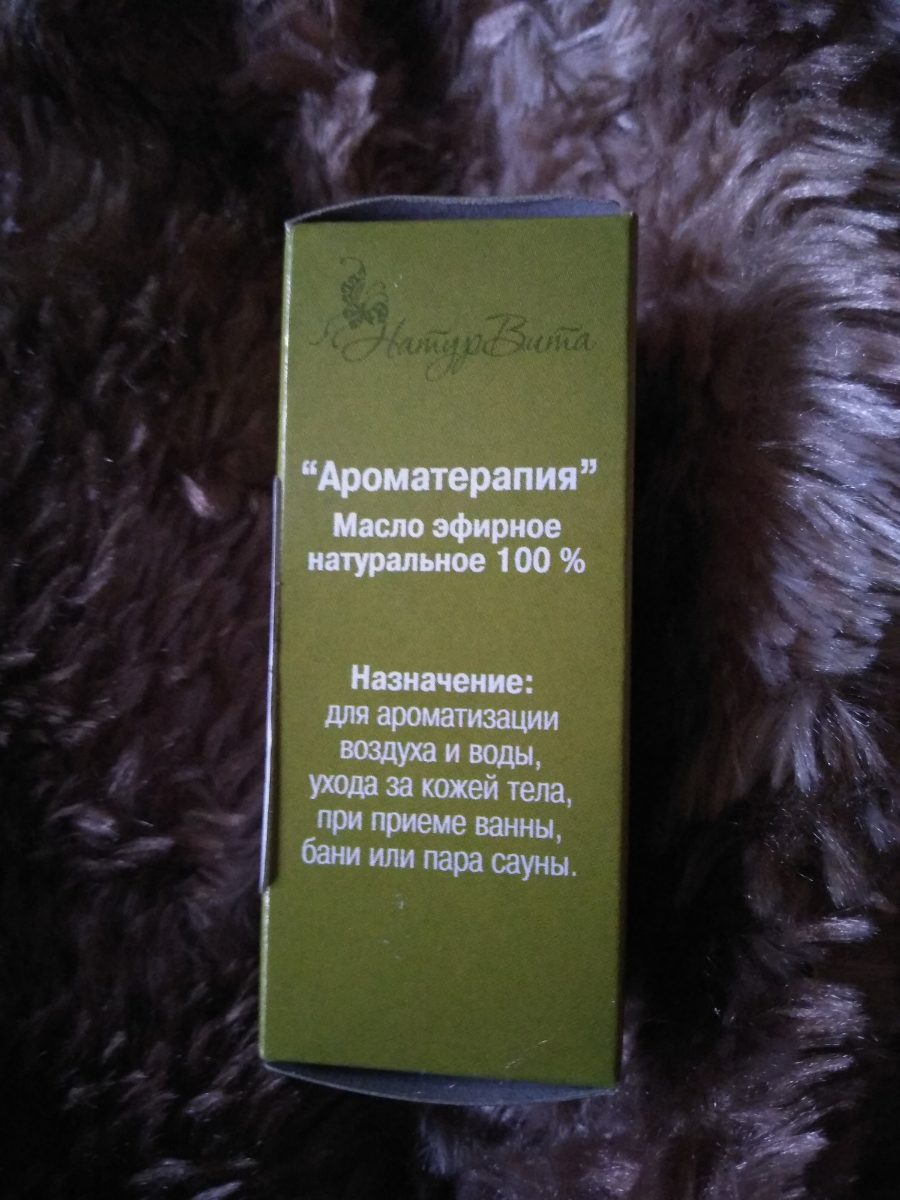 НатурВита
“Ароматерапия”
Масло эфирное
натуральное 100 %
Назначение:
для ароматизации
воздуха и воды,
ухода за кожей тела,
при приеме ванны,
бани или пара сауны.